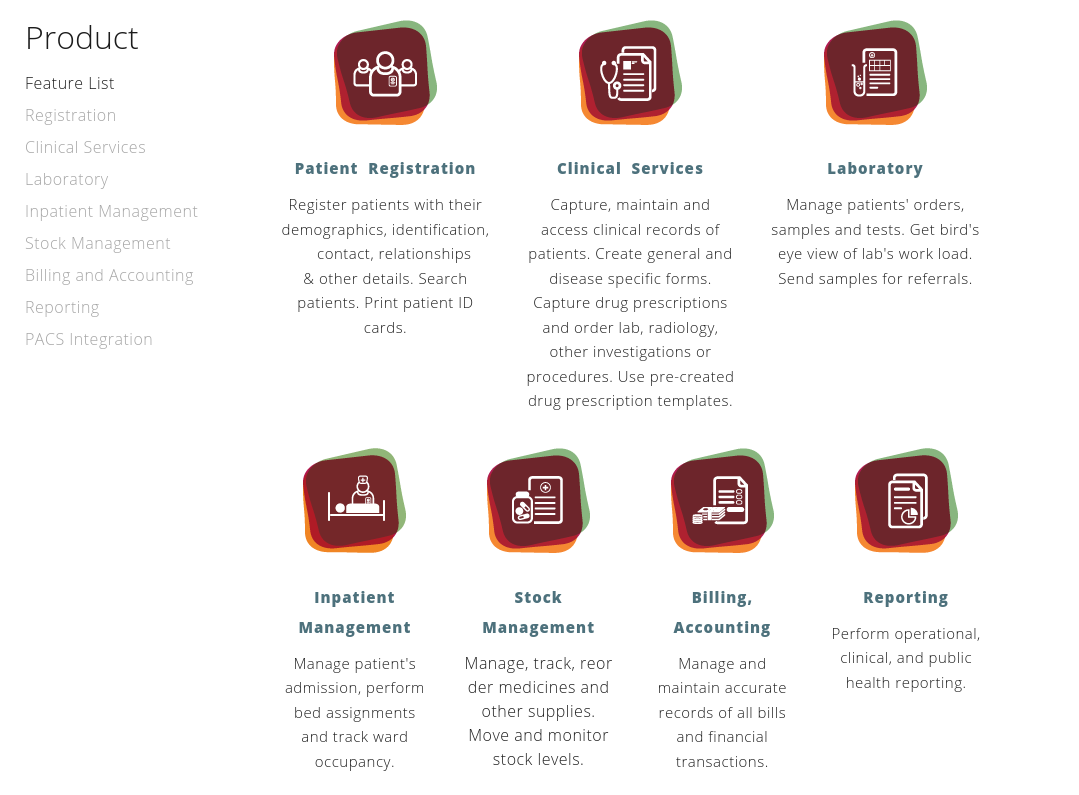 Product
Feature List
Registration
Clinical Services
Laboratory
Inpatient Management
Stock Management
Billing and Accounting
Reporting
PACS Integration
Patient Registration
Register patients with their
demographics, identification,
contact, relationships
& other details. Search
patients. Print patient ID
cards.
Clinical Services
Capture, maintain and
access clinical records of
patients. Create general and
disease specific forms.
Capture drug prescriptions
and order lab, radiology,
other investigations or
procedures. Use pre-created
drug prescription templates.
Laboratory
Manage patients' orders,
samples and tests. Get bird's
eye view of lab's work load.
Send samples for referrals.
Inpatient
Management
Manage patient's
admission, perform
bed assignments
and track ward
occupancy.
Stock
Management
Manage, track, reor
der medicines and
other supplies.
Move and monitor
stock levels.
Billing,
Accounting
Manage and
maintain accurate
records of all bills
and financial
transactions.
Reporting
Perform operational,
clinical, and public
health reporting.